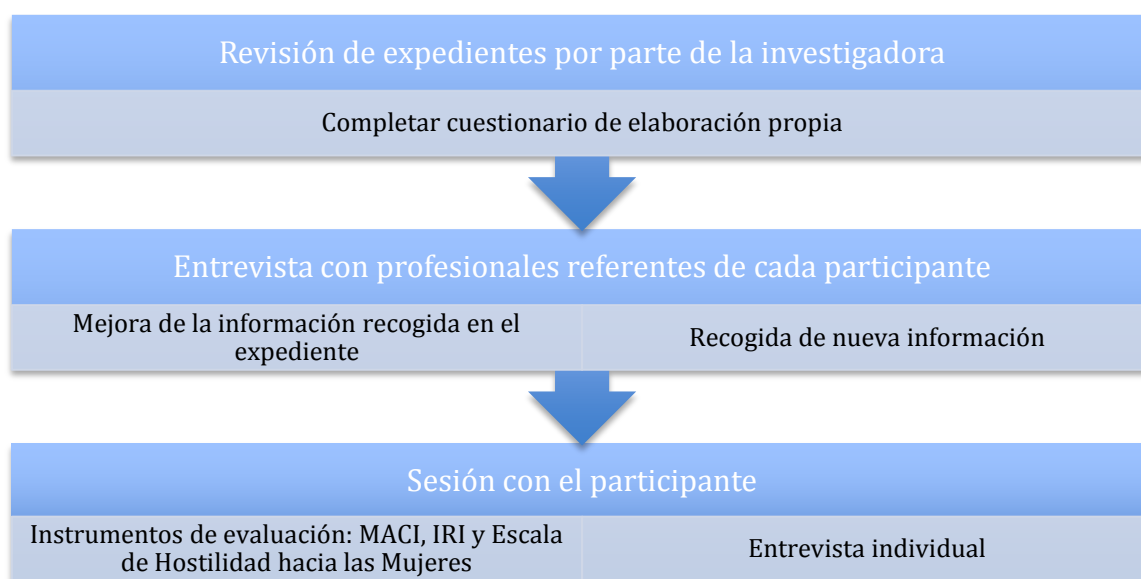 Revisión de expedientes por parte de la investigadora
Completar cuestionario de elaboración propia
Entrevista con profesionales referentes de cada participante
Mejora de la información recogida en el
expediente
Recogida de nueva información
Sesión con el participante
Instrumentos de evaluación: MACI, IRI y Escala
de Hostilidad hacia las Mujeres
Entrevista individual